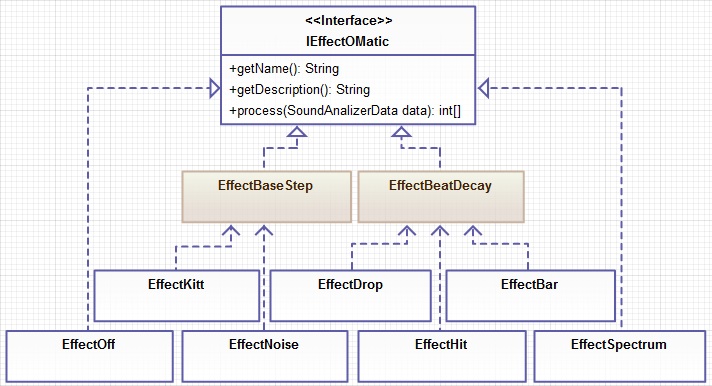 <<Interface>>
IEffectOMatic
+getName(): String
+getDescription(): String
+process(SoundAnalizerData data): int[]
EffectBaseStep
EffectBeatDecay
EffectKitt
EffectDrop
EffectBar
EffectOff
EffectNoise
EffectHit
EffectSpectrum